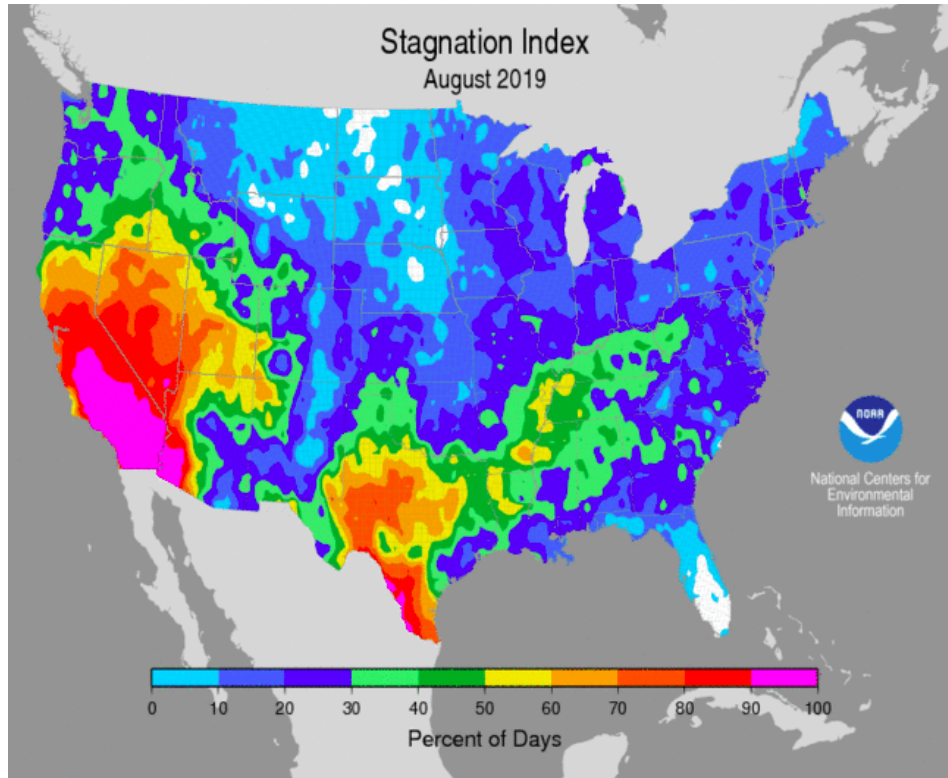 Stagnation Index
August 2019
NOAA
National Centers for
Environmental
Information
0 10 20 30 40 50 60 70 80 90 100
Percent of Days